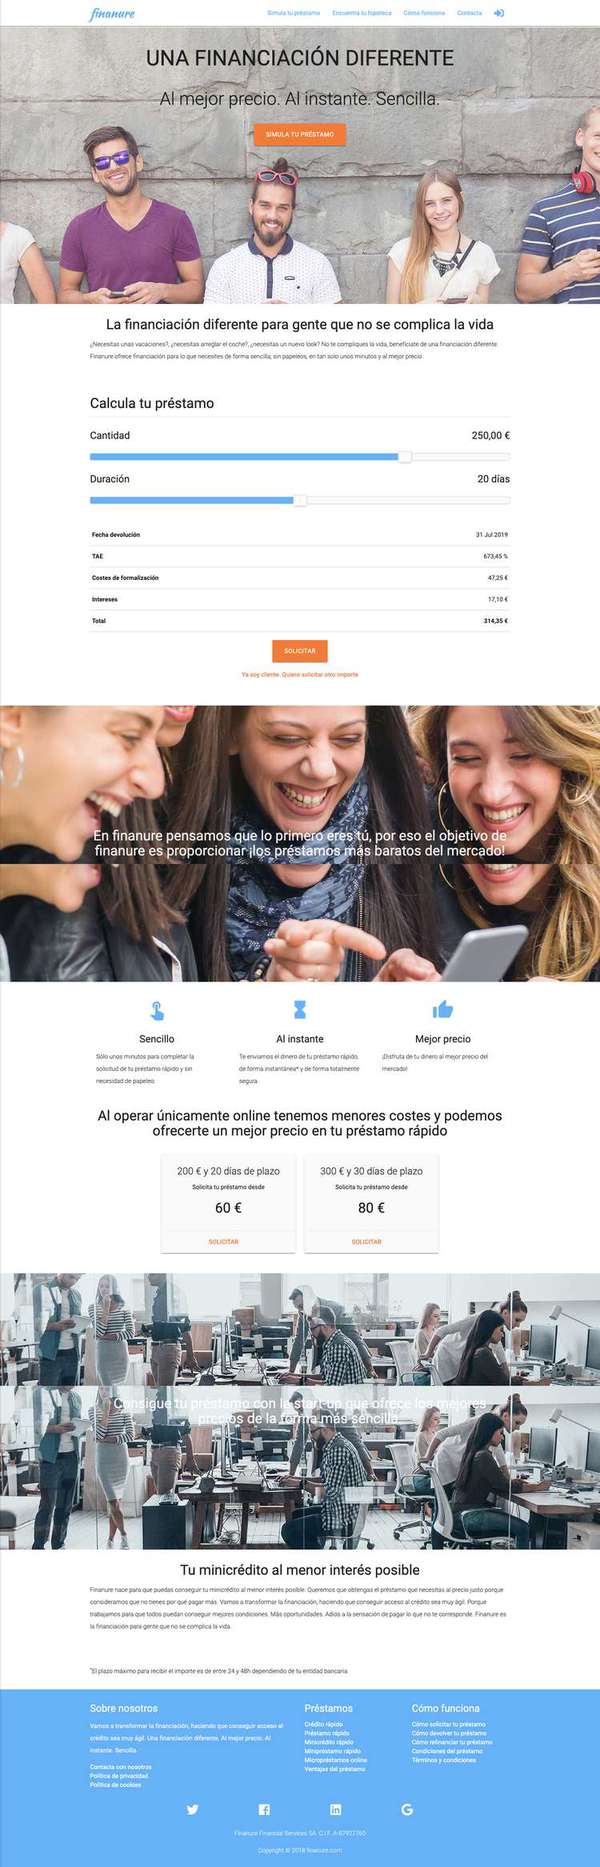 finanure
Simula tu préstamo Encuentra tu hipoteca Cómo funciona Contacta
UNA FINANCIACIÓN DIFERENTE
Al mejor precio. Al instante. Sencilla.
SIMULA TU PRÉSTAMO
La financiación diferente para gente que no se complica la vida
¿Necesitas unas vacaciones?, ¿necesitas arreglar el coche?, ¿necesitas un nuevo look? No te compliques la vida, benefíciate de una financiación diferente.
Finanure ofrece financiación para lo que necesites de forma sencilla, sin papeleos, en tan solo unos minutos y al mejor precio.
Calcula tu préstamo
Cantidad 250,00 €
Duración 20 días
Fecha devolución 31 Jul 2019
TAE 673,45 %
Costes de formalización 47,25 €
Intereses 17,10 €
Total 314,35 €
SOLICITAR
Ya soy cliente. Quiero solicitar otro importe
En finanure pensamos que lo primero eres tú, por eso el objetivo de
finanure es proporcionar ¡los préstamos más baratos del mercado!
Sencillo
Sólo unos minutos para completar la
solicitud de tu préstamo rápido y sin
necesidad de papeleo.
Al instante
Te enviamos el dinero de tu préstamo rápido,
de forma instantánea* y de forma totalmente
segura.
Mejor precio
¡Disfruta de tu dinero al mejor precio del
mercado!
Al operar únicamente online tenemos menores costes y podemos
ofrecerte un mejor precio en tu préstamo rápido
200 € y 20 días de plazo
Solicita tu préstamo desde
60 €
SOLICITAR
300 € y 30 días de plazo
Solicita tu préstamo desde
80 €
SOLICITAR
Consigue tu préstamo con la start-up que ofrece los mejores
precios de la forma más sencilla
Tu minicrédito al menor interés posible
Finanure nace para que puedas conseguir tu minicrédito al menor interés posible. Queremos que obtengas el préstamo que necesitas al precio justo porque
consideramos que no tienes por qué pagar más. Vamos a transformar la financiación, haciendo que conseguir acceso al crédito sea muy ágil. Porque
trabajamos para que todos puedan conseguir mejores condiciones. Más oportunidades. Adiós a la sensación de pagar lo que no te corresponde. Finanure es
la financiación para gente que no se complica la vida.
*El plazo máximo para recibir el importe es de entre 24 y 48h dependiendo de tu entidad bancaria.
Sobre nosotros
Vamos a transformar la financiación, haciendo que conseguir acceso al
crédito sea muy ágil. Una financiación diferente. Al mejor precio. Al
instante. Sencilla.
Contacta con nosotros
Política de privacidad
Política de cookies
Préstamos
Crédito rápido
Préstamo rápido
Minicrédito rápido
Minipréstamo rápido
Micropréstamos online
Ventajas del préstamo
Cómo funciona
Cómo solicitar tu préstamo
Cómo devolver tu préstamo
Cómo refinanciar tu préstamo
Condiciones del préstamo
Términos y condiciones
Finanure Financial Services SA. C.I.F. A-87927760
Copyright © 2018 finanure.com